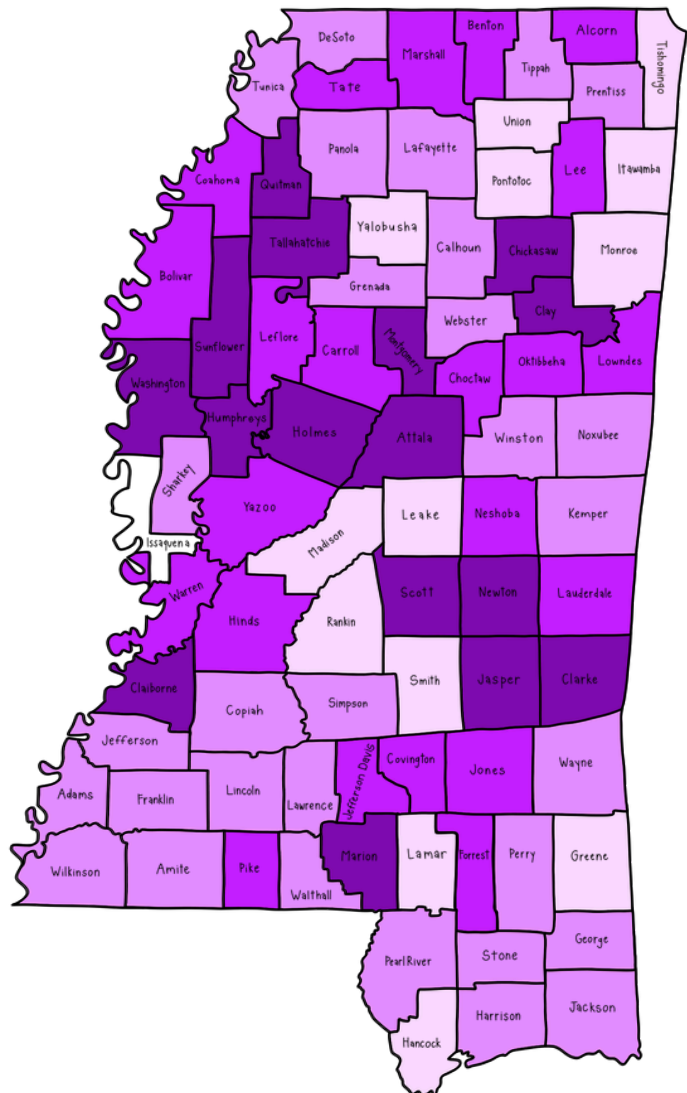 DeSoto
Marshall
Benton
Alcorn
Tishomingo
Tunica
Tate
Tippah
Prentiss
Union
Panola
Lafayette
Coahoma
Quitman
Pontotoc
Lee
Itawamba
Tallahatchie
Yalobusha
Calhoun
Chickasaw
Monroe
Bolivar
Grenada
Clay
Webster
Sunflower
Leflore
Carroll
Montgomery
Oktibbeha
Lowndes
Washington
Choctaw
Humphreys
Holmes
Attala
Winston
Noxubee
Sharkey
Yazoo
Leake
Neshoba
Kemper
Issaquena
Madison
Warren
Hinds
Rankin
Scott
Newton
Lauderdale
Claiborne
Copiah
Simpson
Smith
Jasper
Clarke
Jefferson
Jefferson Davis
Covington
Jones
Wayne
Adams
Franklin
Lincoln
Lawrence
Wilkinson
Amite
Pike
Walthall
Marion
Lamar
Forrest
Perry
Greene
Pearl River
Stone
George
Hancock
Harrison
Jackson